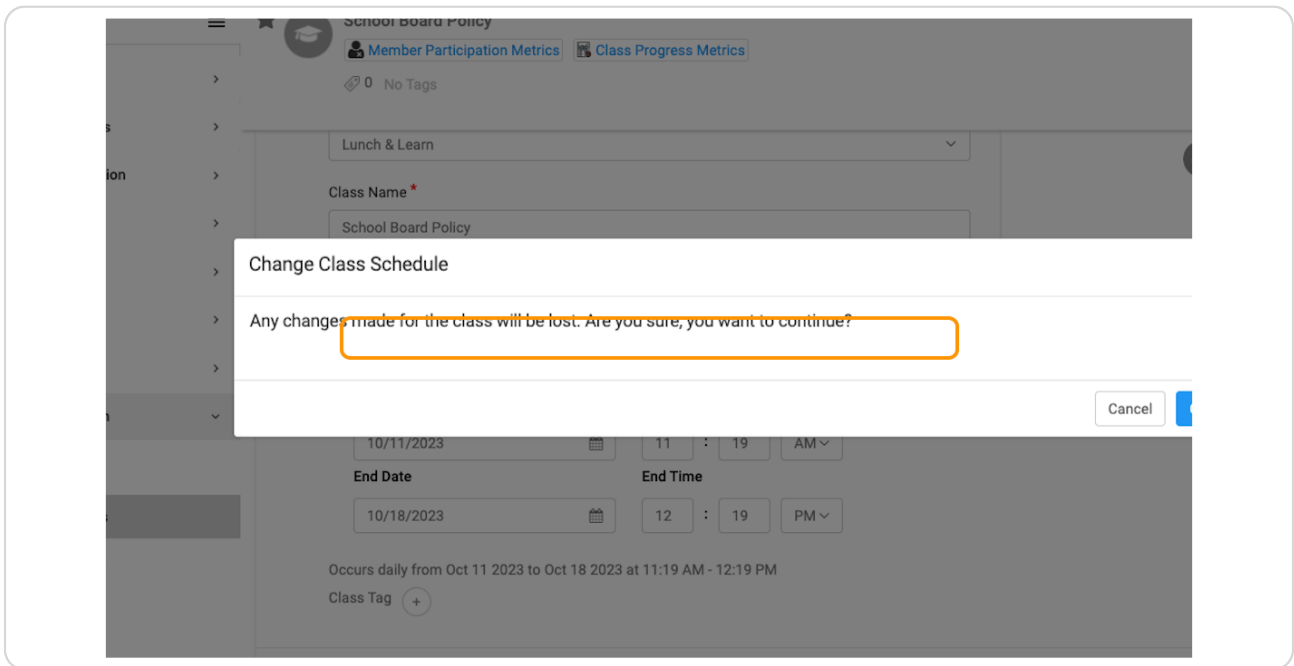 School Board Policy
Member Participation Metrics Class Progress Metrics
0 No Tags
Lunch & Learn
ion
Class Name *
School Board Policy
Change Class Schedule
Any changes made for the class will be lost. Are you sure, you want to continue?
Cancel
10/11/2023 11 : 19 AM
End Date End Time
10/18/2023 12 : 19 PM
Occurs daily from Oct 11 2023 to Oct 18 2023 at 11:19 AM - 12:19 PM
Class Tag +